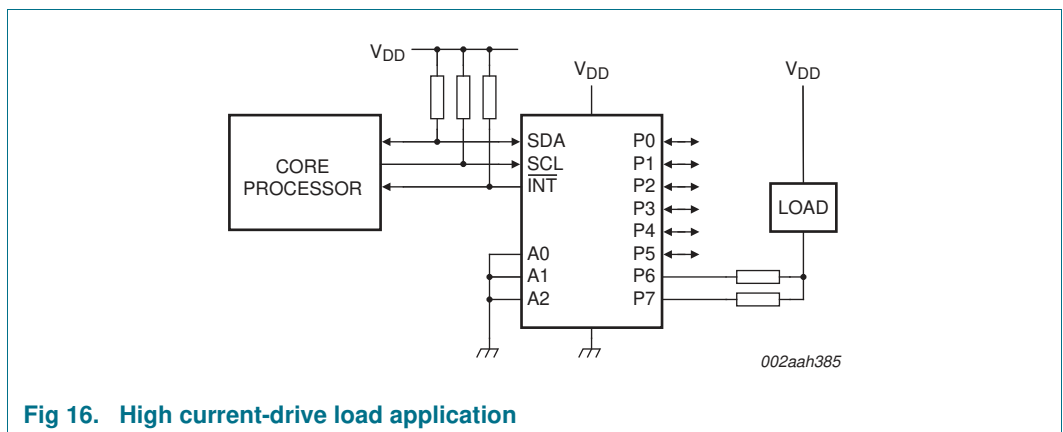 VDD
VDD
VDD
CORE
PROCESSOR
SDA
SCL
INT
A0
A1
A2
P0
P1
P2
P3
P4
P5
P6
P7
LOAD
002aah385
Fig 16. High current-drive load application